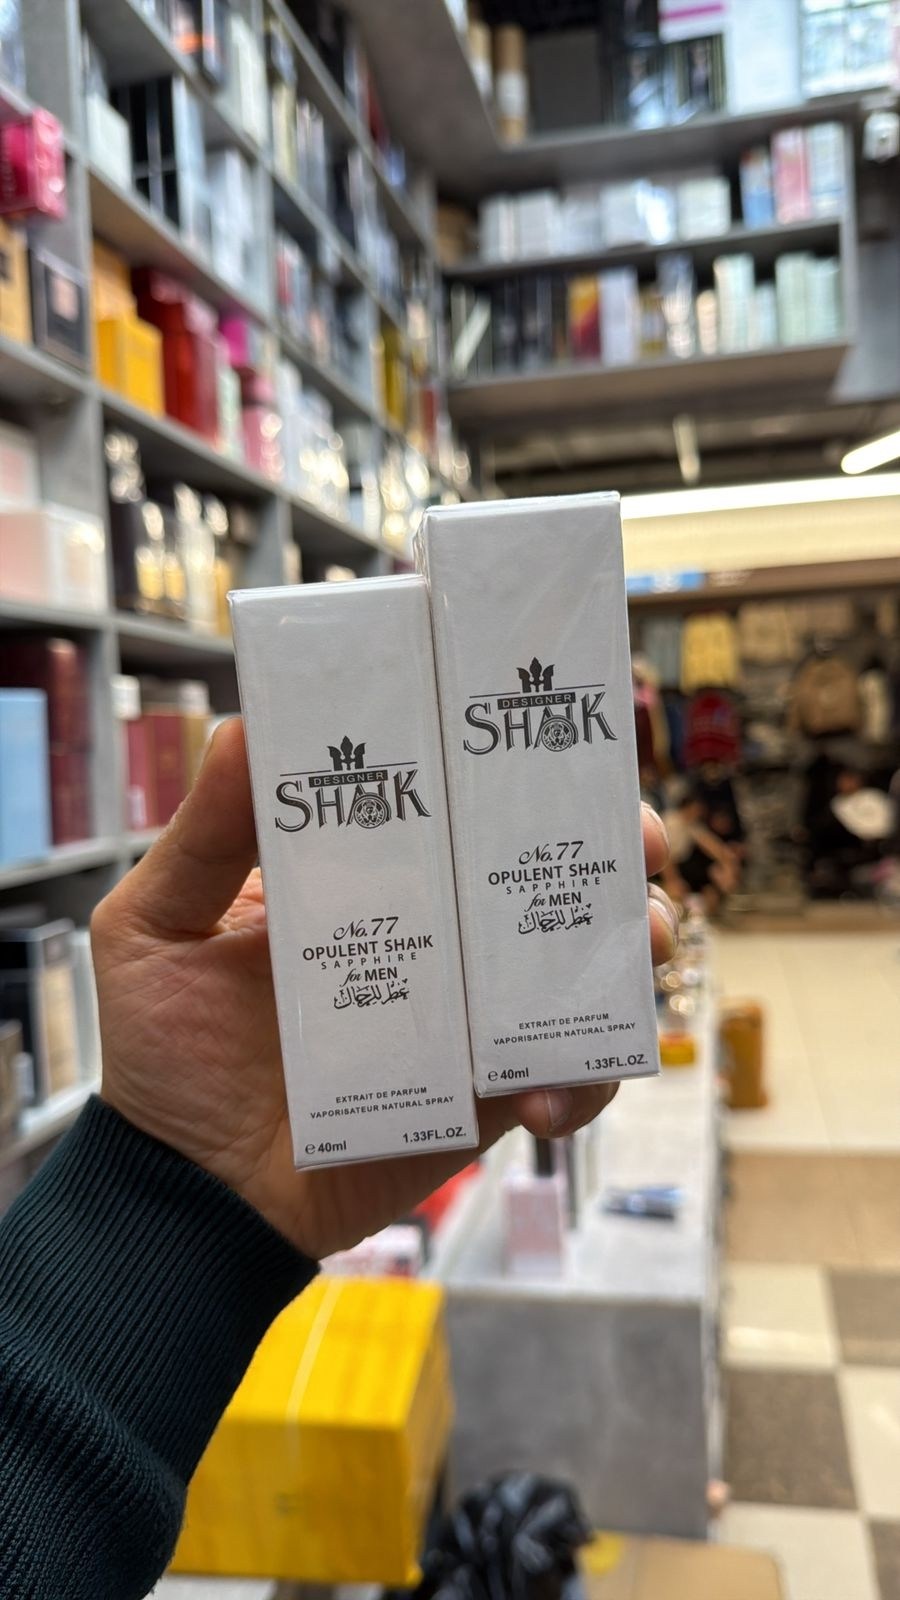 DESIGNER
SHAIK
No.77
OPULENT SHAIK
SAPPHIRE
for MEN
عطر للرجال
EXTRAIT DE PARFUM
VAPORISATEUR NATURAL SPRAY
e 40ml 1.33FL.OZ.
DESIGNER
SHAIK
No.77
OPULENT SHAIK
SAPPHIRE
for MEN
عطر للرجال
EXTRAIT DE PARFUM
VAPORISATEUR NATURAL SPRAY
e 40ml 1.33FL.OZ.